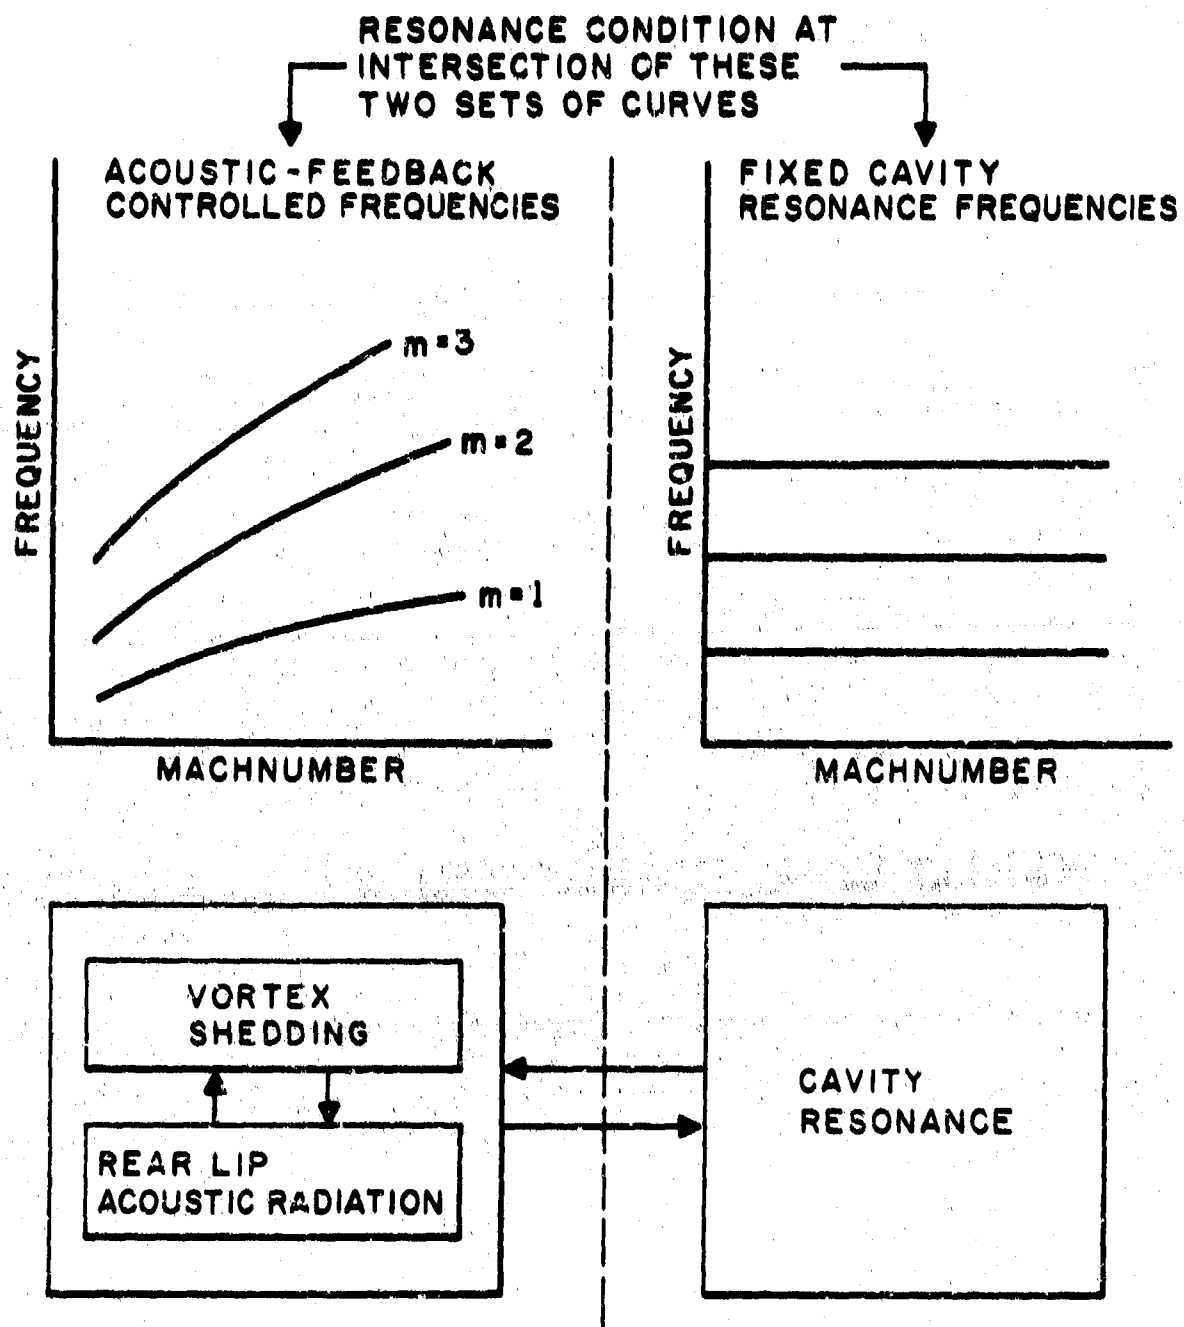 RESONANCE CONDITION AT
INTERSECTION OF THESE
TWO SETS OF CURVES
ACOUSTIC-FEEDBACK
CONTROLLED FREQUENCIES
FREQUENCY
m=3
m=2
m=1
MACHNUMBER
FIXED CAVITY
RESONANCE FREQUENCIES
FREQUENCY
MACHNUMBER
VORTEX
SHEDDING
REAR LIP
ACOUSTIC RADIATION
CAVITY
RESONANCE